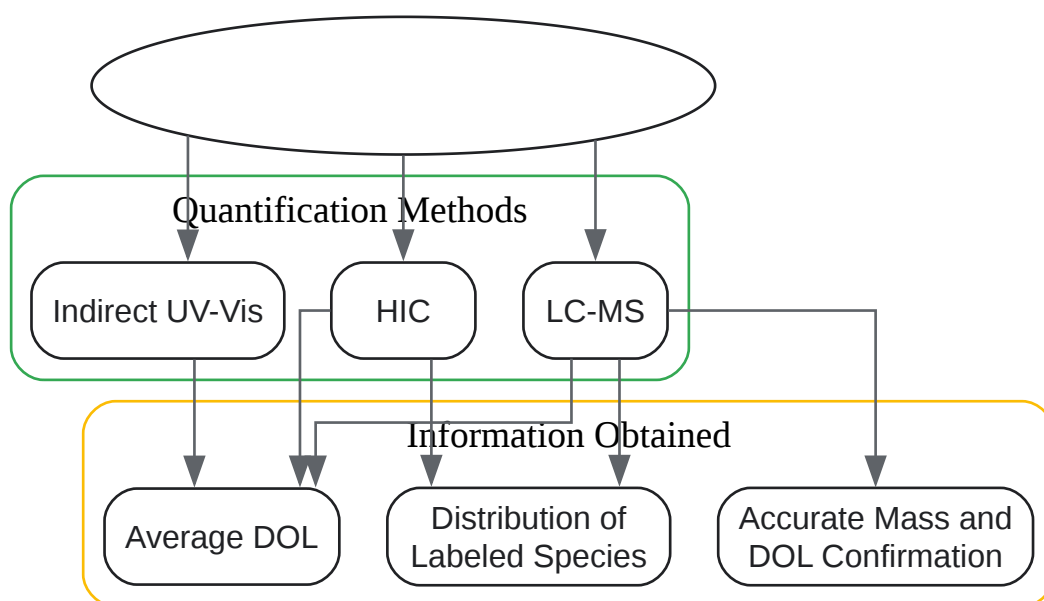 Quantification Methods
Indirect UV-Vis
HIC
LC-MS
Information Obtained
Average DOL
Distribution of
Labeled Species
Accurate Mass and
DOL Confirmation